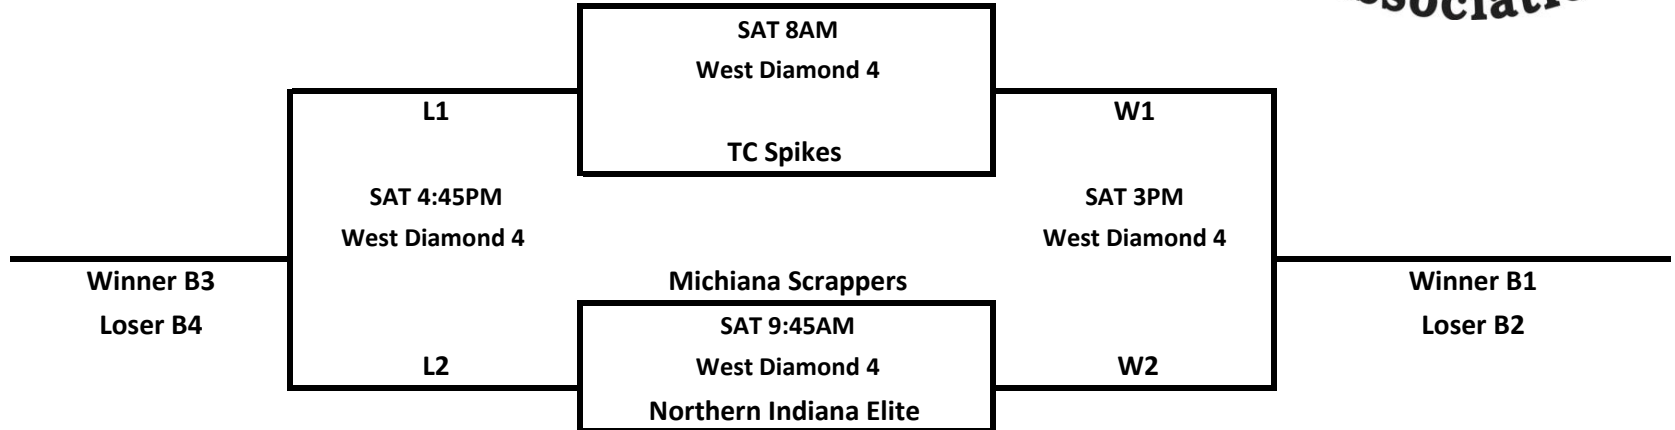 SAT 8AM
West Diamond 4
L1
W1
TC Spikes
SAT 4:45PM
SAT 3PM
West Diamond 4
West Diamond 4
Winner B3
Michiana Scrappers
Winner B1
Loser B4
SAT 9:45AM
Loser B2
L2
West Diamond 4
W2
Northern Indiana Elite